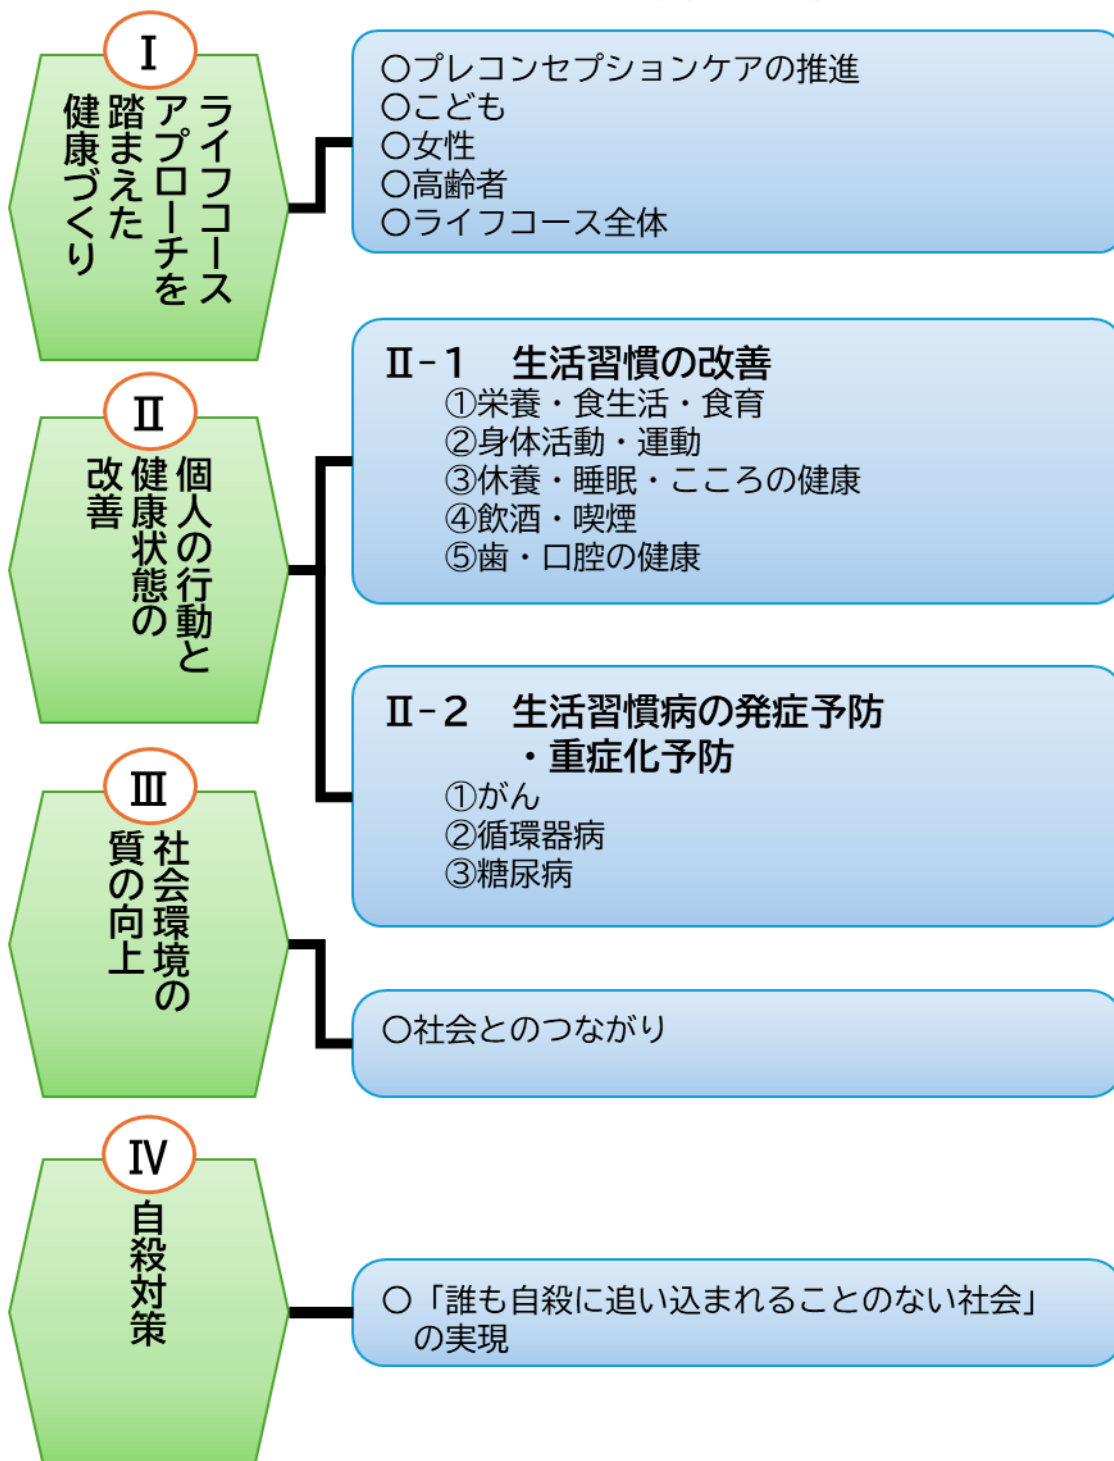 Ⅰ
ライフコース
アプローチを
踏まえた
健康づくり
○プレコンセプションケアの推進
○こども
○女性
○高齢者
○ライフコース全体
Ⅱ
個人の行動と
健康状態の
改善
Ⅱ-1　生活習慣の改善
①栄養・食生活・食育
②身体活動・運動
③休養・睡眠・こころの健康
④飲酒・喫煙
⑤歯・口腔の健康
Ⅱ-2　生活習慣病の発症予防
・重症化予防
①がん
②循環器病
③糖尿病
Ⅲ
社会環境の
質の向上
○社会とのつながり
Ⅳ
自殺対策
○「誰も自殺に追い込まれることのない社会」
の実現